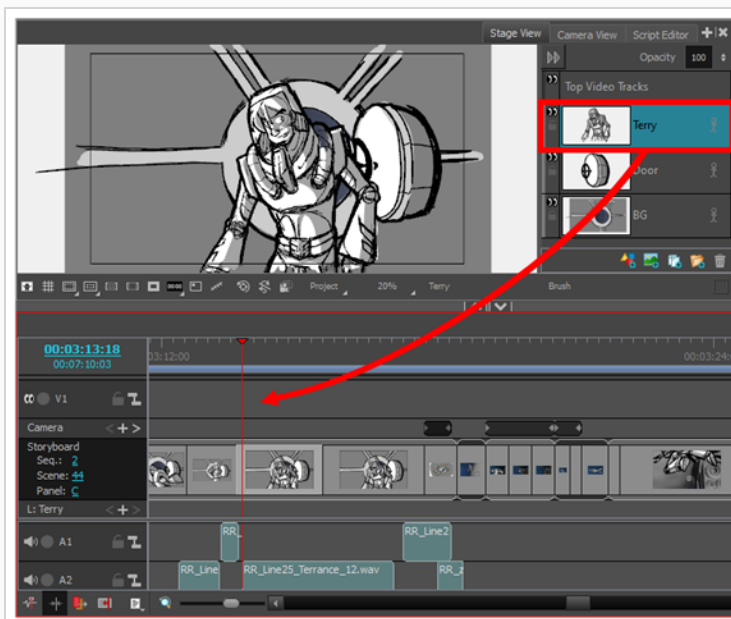 Stage View Camera View Script Editor
Opacity 100
Top Video Tracks
Terry
Door
BG
Project 20% Terry Brush
00:03:13:18
00:07:10:03
03:12:00 00:03:24:
V1
Camera
Storyboard
Seq.: 2
Scene: 44
Panel: C
L: Terry
A1 RR_ RR_Line2
A2 RR_Line RR_Line25_Terrance_12.wav RR_z